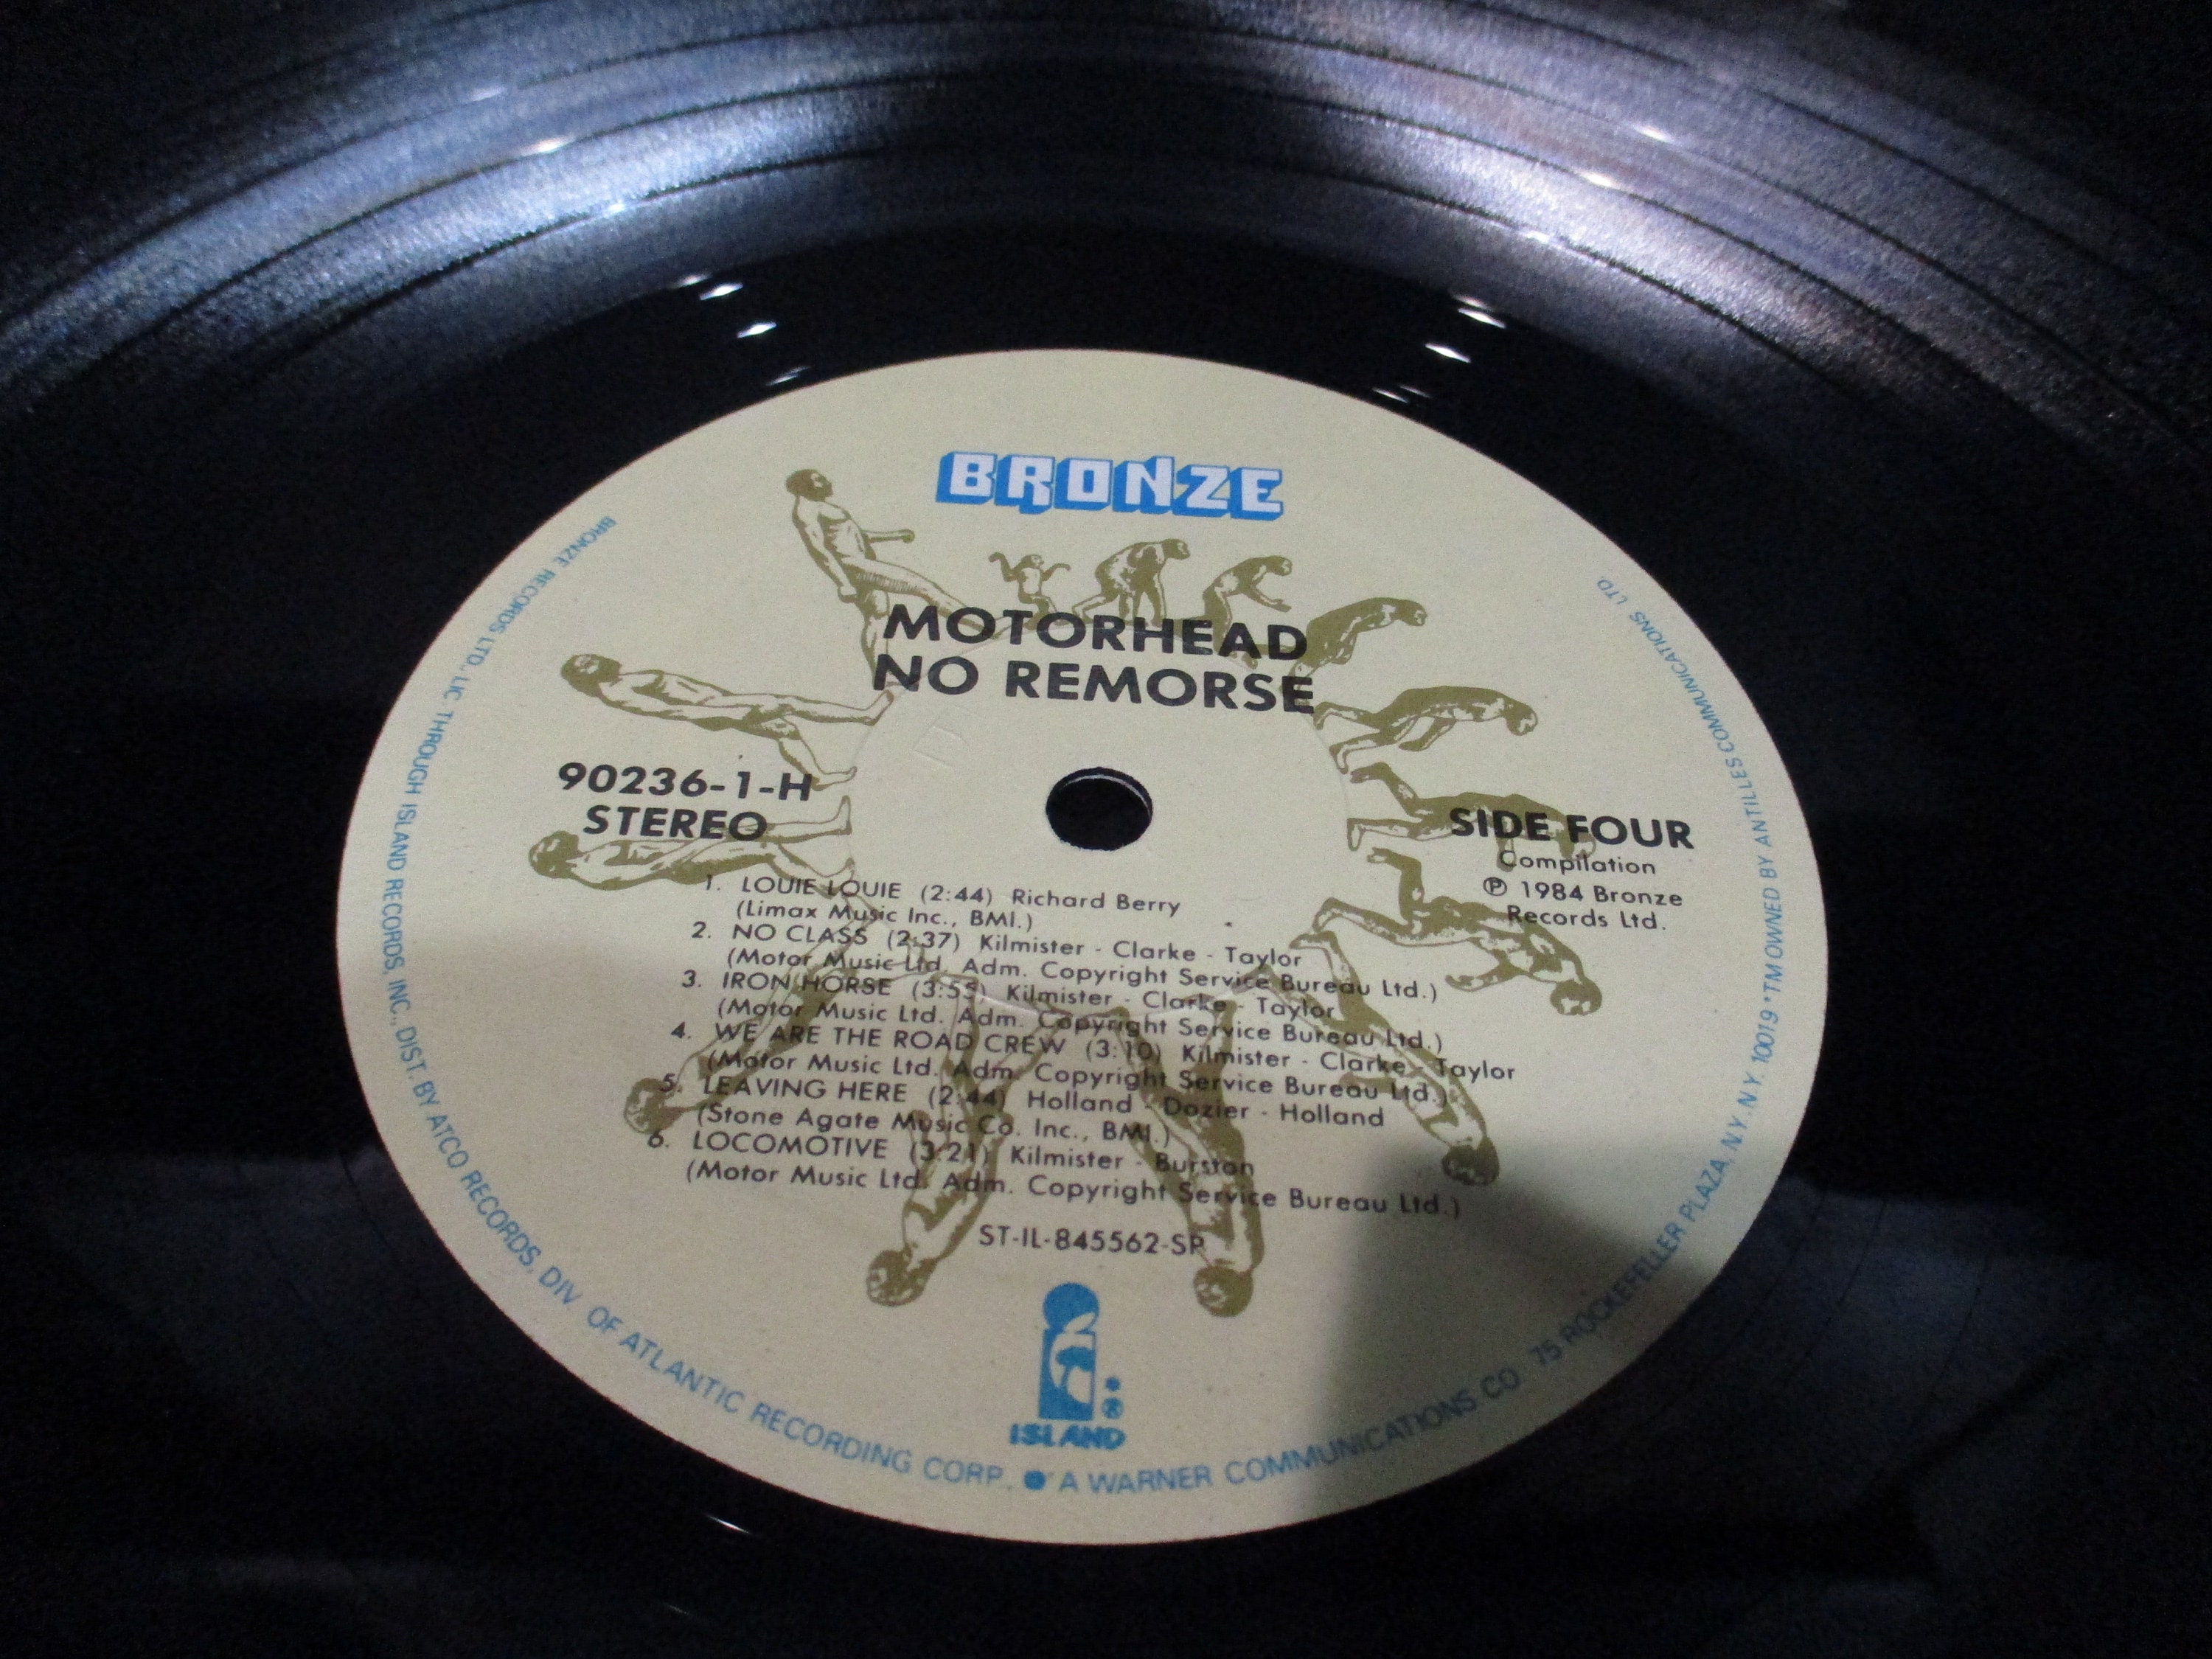 BRONZE
MOTORHEAD
NO REMORSE
90236-1-H
STEREO
SIDE FOUR
Compilation
℗ 1984 Bronze
Records Ltd.
1. LOUIE LOUIE (2:44) Richard Berry
(Limax Music Inc., BMI.)
2. NO CLASS (2:37) Kilmister - Clarke - Taylor
(Motor Music Ltd. Adm. Copyright Service Bureau Ltd.)
3. IRON HORSE (3:55) Kilmister - Clarke - Taylor
(Motor Music Ltd. Adm. Copyright Service Bureau Ltd.)
4. WE ARE THE ROAD CREW (3:10) Kilmister - Clarke - Taylor
(Motor Music Ltd. Adm. Copyright Service Bureau Ltd.)
5. LEAVING HERE (2:44) Holland - Dozier - Holland
(Stone Agate Music Co. Inc., BMI.)
6. LOCOMOTIVE (3:21) Kilmister - Burston
(Motor Music Ltd. Adm. Copyright Service Bureau Ltd.)
ST-IL-845562-SP
ISLAND
BRONZE RECORDS LTD., LIC THROUGH ISLAND RECORDS, INC., DIST. BY ATCO RECORDS, DIV. OF ATLANTIC RECORDING CORP., A WARNER COMMUNICATIONS CO 75 ROCKEFELLER PLAZA, N.Y. N.Y. 10019 *TM OWNED BY ANTILLES COMMUNICATIONS LTD